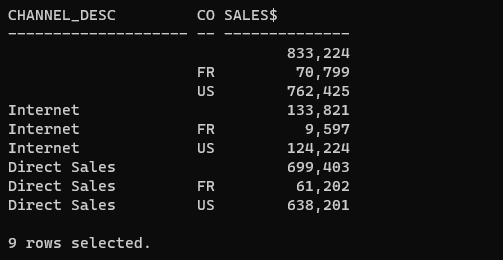 CHANNEL_DESC         CO SALES$
-------------------- -- --------------
                               833,224
                     FR         70,799
                     US        762,425
Internet                       133,821
Internet             FR          9,597
Internet             US        124,224
Direct Sales                   699,403
Direct Sales         FR         61,202
Direct Sales         US        638,201
9 rows selected.